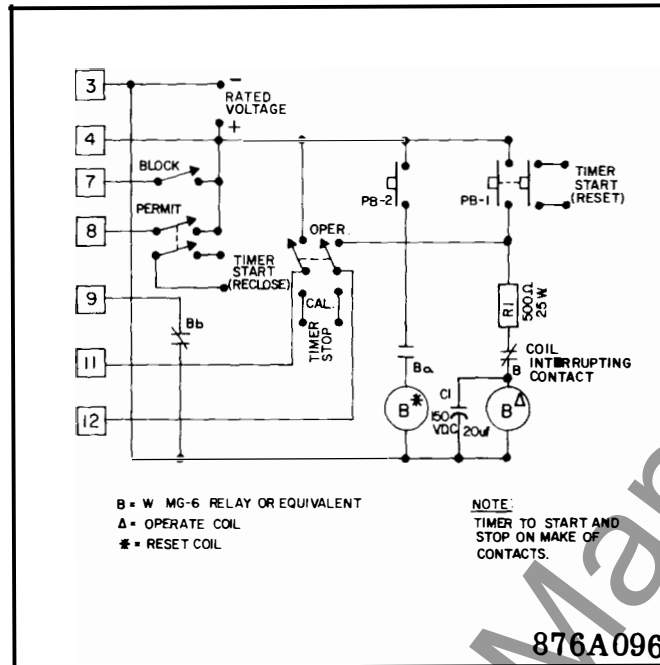 3
−
RATED
VOLTAGE
+
4
BLOCK
7
PERMIT
8
TIMER
START
(RECLOSE)
OPER.
PB-2
PB-1
TIMER
START
(RESET)
9
Bb
CAL.
TIMER
STOP
R1
500Ω
25W
11
COIL
INTERRUPTING
CONTACT
B
Ba
C1
150
VDC
20uf
B*
BΔ
12
B = W MG-6 RELAY OR EQUIVALENT
Δ = OPERATE COIL
* = RESET COIL
NOTE:
TIMER TO START AND
STOP ON MAKE OF
CONTACTS.
876A096
Mar